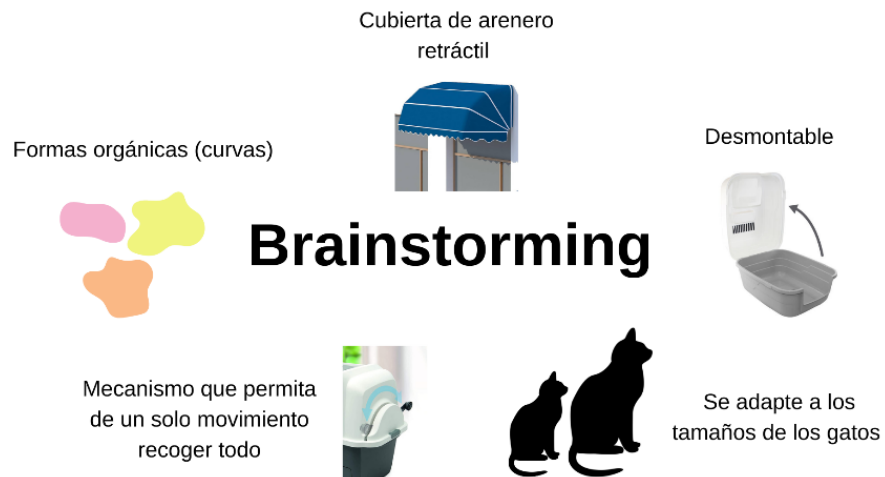 Cubierta de arenero
retráctil
Formas orgánicas (curvas)
Desmontable
Brainstorming
Mecanismo que permita
de un solo movimiento
recoger todo
Se adapte a los
tamaños de los gatos